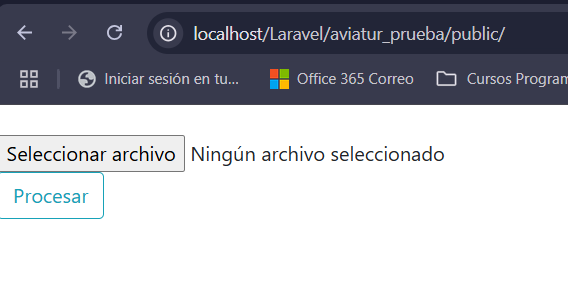 localhost/Laravel/aviatur_prueba/public/
Iniciar sesión en tu... Office 365 Correo Cursos Program
Seleccionar archivo Ningún archivo seleccionado
Procesar